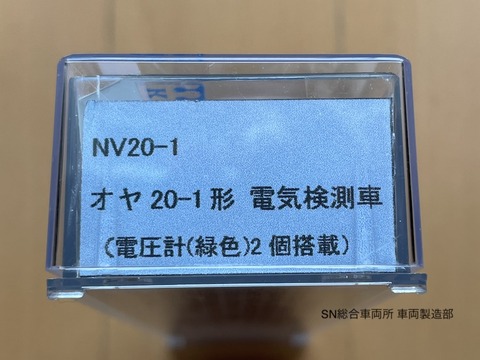 NV20-1
オヤ 20-1 形 電気検測車
（電圧計(緑色)2 個搭載）
SN総合車両所 車両製造部